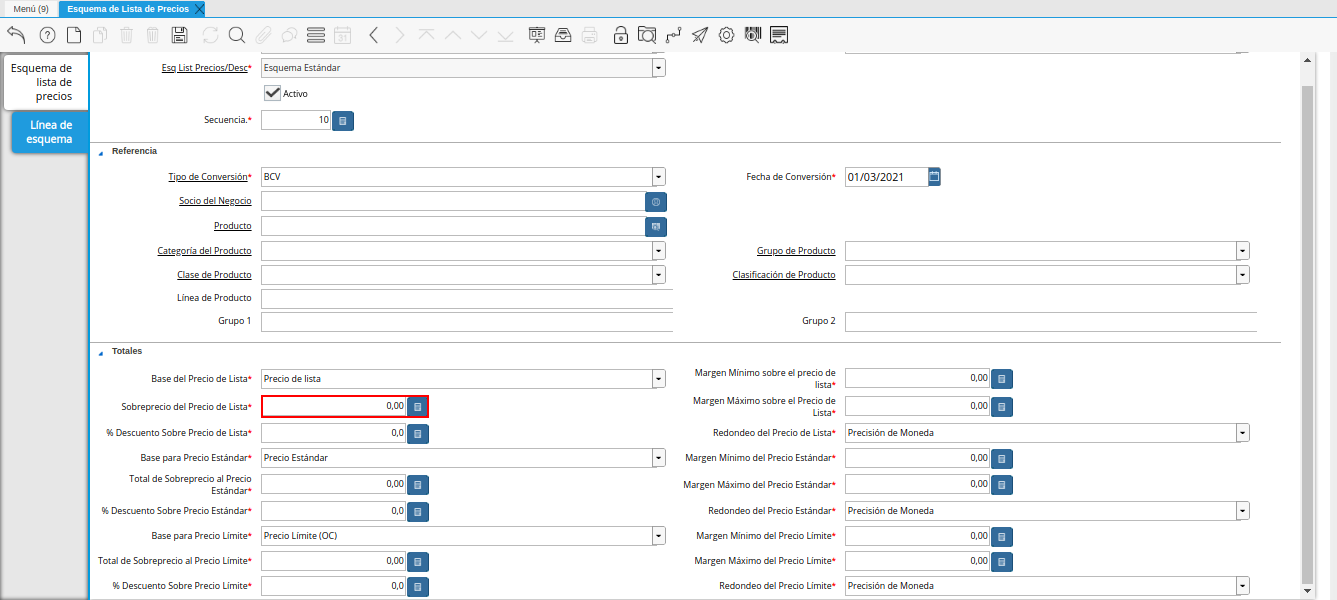 Menú (9)
Esquema de Lista de Precios
31
Esquema de
lista de
precios
Línea de
esquema
Esq List Precios/Desc*
Esquema Estándar
Activo
Secuencia.*
10
Referencia
Tipo de Conversión*
BCV
Fecha de Conversión*
01/03/2021
Socio del Negocio
Producto
Categoría del Producto
Grupo de Producto
Clase de Producto
Clasificación de Producto
Línea de Producto
Grupo 1
Grupo 2
Totales
Base del Precio de Lista*
Precio de lista
Margen Mínimo sobre el precio de
lista*
0,00
Sobreprecio del Precio de Lista*
0,00
Margen Máximo sobre el Precio de
Lista*
0,00
% Descuento Sobre Precio de Lista*
0,0
Redondeo del Precio de Lista*
Precisión de Moneda
Base para Precio Estándar*
Precio Estándar
Margen Mínimo del Precio Estándar*
0,00
Total de Sobreprecio al Precio
Estándar*
0,00
Margen Máximo del Precio Estándar*
0,00
% Descuento Sobre Precio Estándar*
0,0
Redondeo del Precio Estándar*
Precisión de Moneda
Base para Precio Límite*
Precio Límite (OC)
Margen Mínimo del Precio Límite*
0,00
Total de Sobreprecio al Precio Límite*
0,00
Margen Máximo del Precio Límite*
0,00
% Descuento Sobre Precio Límite*
0,0
Redondeo del Precio Límite*
Precisión de Moneda